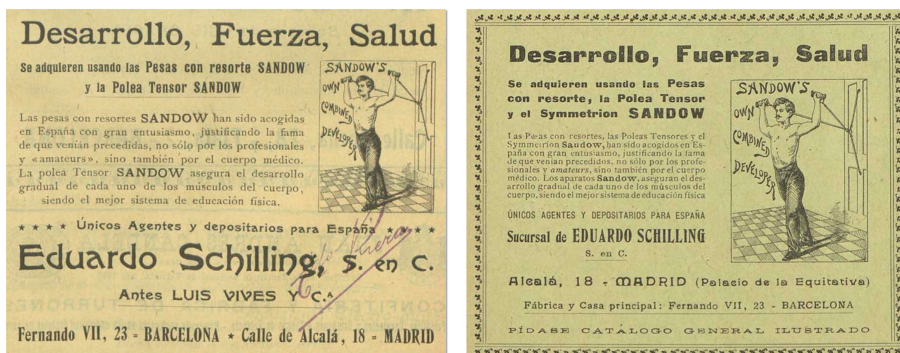 Desarrollo, Fuerza, Salud
Se adquieren usando las Pesas con resorte SANDOW
y la Polea Tensor SANDOW
Las pesas con resortes SANDOW han sido acogidas
en España con gran entusiasmo, justificando la fama
de que venían precedidas, no sólo por los profesionales
y «amateurs», sino también por el cuerpo médico.
La polea Tensor SANDOW asegura el desarrollo
gradual de cada uno de los músculos del cuerpo,
siendo el mejor sistema de educación física.
SANDOW'S
OWN
COMBINED
DEVELOPER
Únicos Agentes y depositarios para España
Eduardo Schilling, S. en C.
Antes LUIS VIVES Y C.ª
Fernando VII, 23 - BARCELONA * Calle de Alcalá, 18 - MADRID
Desarrollo, Fuerza, Salud
Se adquieren usando las Pesas
con resorte, la Polea Tensor
y el Symmetrion SANDOW
Las Pesas con resortes, las Poleas Tensores y el
Symmetrion Sandow, han sido acogidos en Es-
paña con gran entusiasmo, justificando la fama
de que venían precedidos, no sólo por los profe-
sionales y amateurs, sino también por el cuerpo
médico. Los aparatos Sandow, aseguran el des-
arrollo gradual de cada uno de los músculos del
cuerpo, siendo el mejor sistema de educación física
SANDOW'S
OWN
COMBINED
DEVELOPER
ÚNICOS AGENTES Y DEPOSITARIOS PARA ESPAÑA
Sucursal de EDUARDO SCHILLING
S. en C.
Alcalá, 18 - MADRID (Palacio de la Equitativa)
Fábrica y Casa principal: Fernando VII, 23 - BARCELONA
PÍDASE CATÁLOGO GENERAL ILUSTRADO